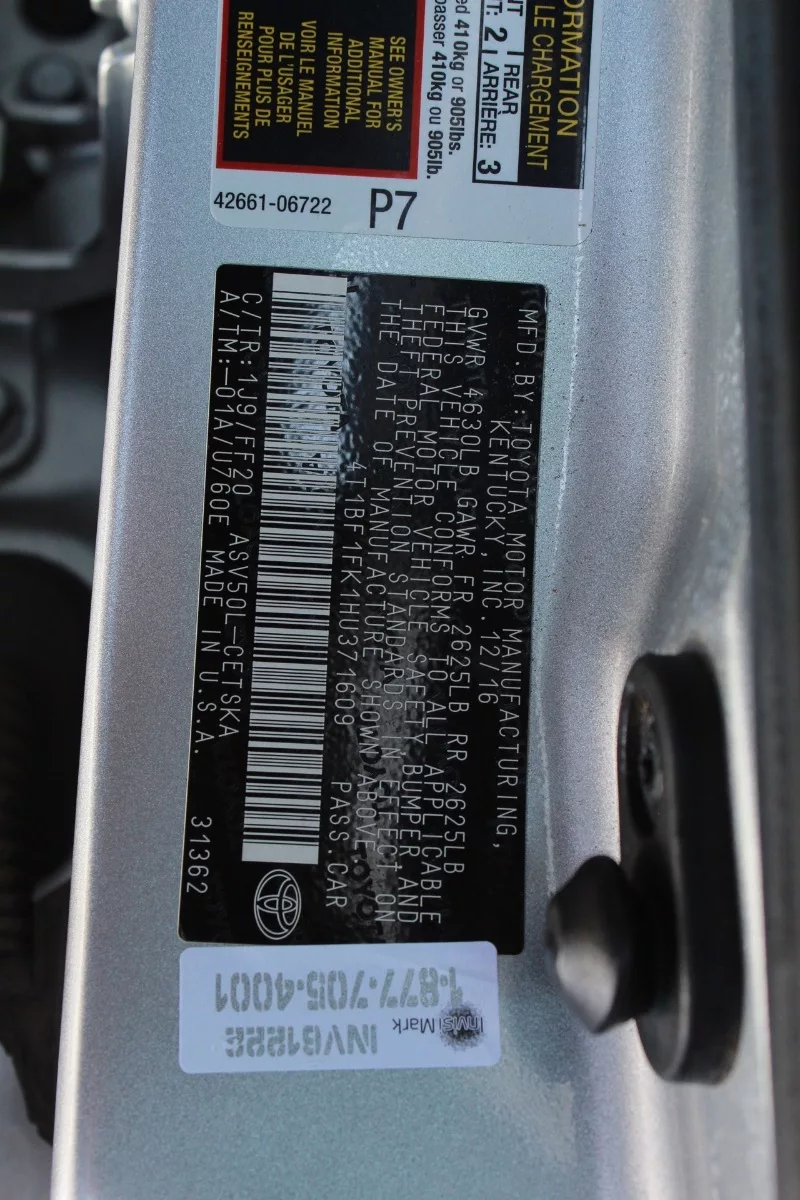 ORMATION
LE CHARGEMENT
NT
REAR
T: 2
ARRIÈRE: 3
ed 410kg or 905lbs.
passer 410kg ou 905lb.
SEE OWNER'S
MANUAL FOR
ADDITIONAL
INFORMATION
VOIR LE MANUEL
DE L'USAGER
POUR PLUS DE
RENSEIGNEMENTS
42661-06722
P7
MFD.BY:TOYOTA MOTOR MANUFACTURING,
KENTUCKY, INC. 12/16
GVWR 4630LB GAWR FR 2625LB RR 2625LB
THIS VEHICLE CONFORMS TO ALL APPLICABLE
FEDERAL MOTOR VEHICLE SAFETY, BUMPER AND
THEFT PREVENTION STANDARDS IN EFFECT ON
THE DATE OF MANUFACTURE SHOWN ABOVE.
4T1BF1FK1HU371609 PASS.CAR
C/TR:1J9/FF20 ASV50L-CETSKA
A/TM:-01A/U760E MADE IN U.S.A.
31362
InvisiMark
INV61222
1-877-705-4001